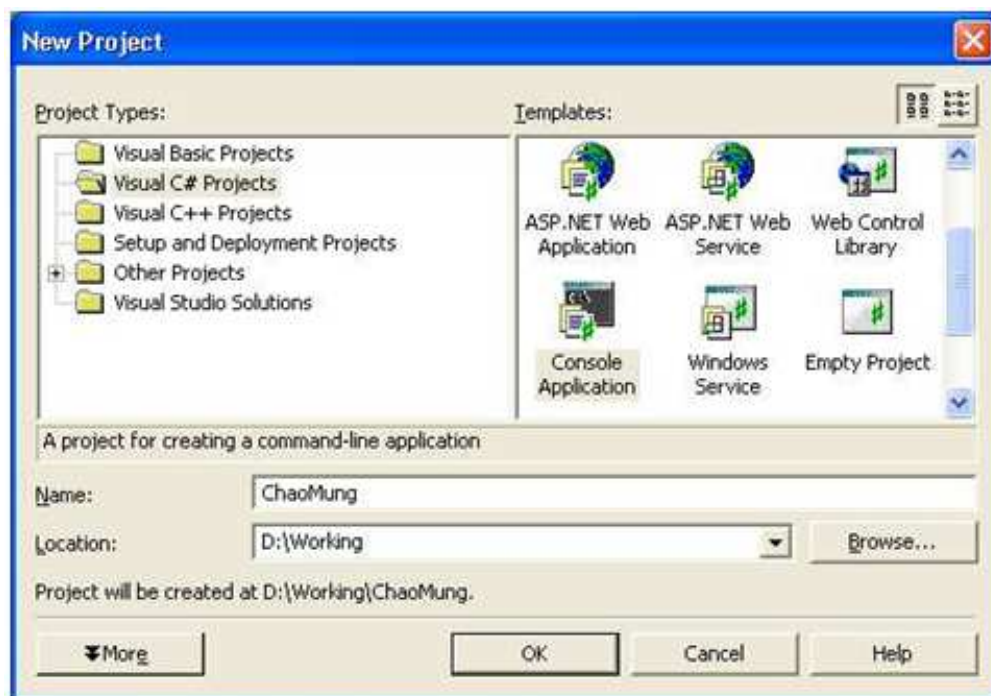 New Project
Project Types:
Templates:
Visual Basic Projects
Visual C# Projects
Visual C++ Projects
Setup and Deployment Projects
Other Projects
Visual Studio Solutions
ASP.NET Web Application
ASP.NET Web Service
Web Control Library
Console Application
Windows Service
Empty Project
A project for creating a command-line application
Name:
ChaoMung
Location:
D:\Working
Browse...
Project will be created at D:\Working\ChaoMung.
More
OK
Cancel
Help